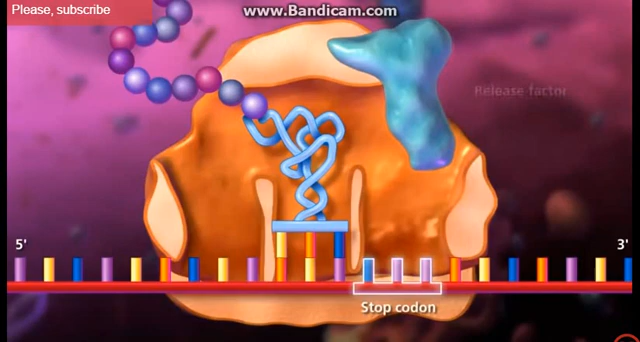 Please, subscribe
www.Bandicam.com
Release factor
5'
3'
Stop codon